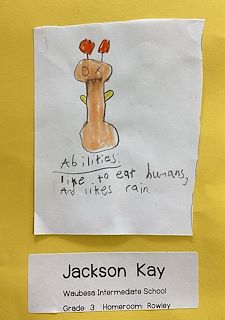 Abilities.
like to eat humans,
And likes rain.
Jackson Kay
Waubesa Intermediate School
Grade 3 Homeroom Rowley